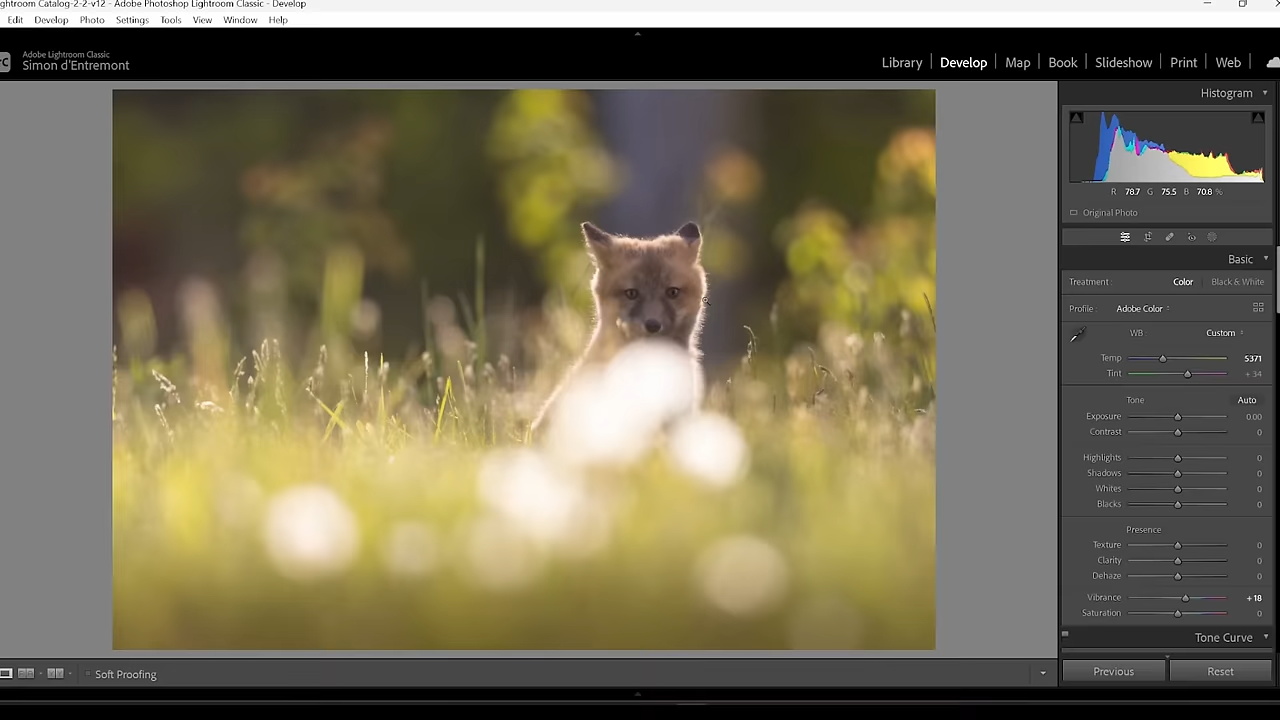 ghtroom Catalog-2-2-v12 - Adobe Photoshop Lightroom Classic - Develop
Edit Develop Photo Settings Tools View Window Help
Adobe Lightroom Classic
Simon d'Entremont
Library Develop Map Book Slideshow Print Web
Histogram
R 78.7 G 75.5 B 70.8 %
Original Photo
Basic
Treatment : Color Black & White
Profile : Adobe Color
WB : Custom
Temp 5371
Tint + 34
Tone Auto
Exposure 0.00
Contrast 0
Highlights 0
Shadows 0
Whites 0
Blacks 0
Presence
Texture 0
Clarity 0
Dehaze 0
Vibrance + 18
Saturation 0
Tone Curve
Soft Proofing
Previous Reset